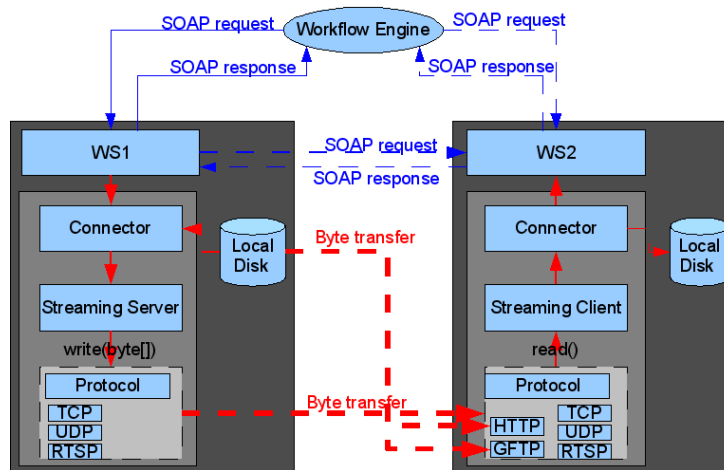 SOAP request
Workflow Engine
SOAP request
SOAP response
SOAP response
WS1
SOAP request
WS2
SOAP response
Connector
Local
Disk
Byte transfer
Connector
Local
Disk
Streaming Server
Streaming Client
write(byte[])
read()
Protocol
Protocol
Byte transfer
TCP
UDP
RTSP
HTTP
GFTP
TCP
UDP
RTSP